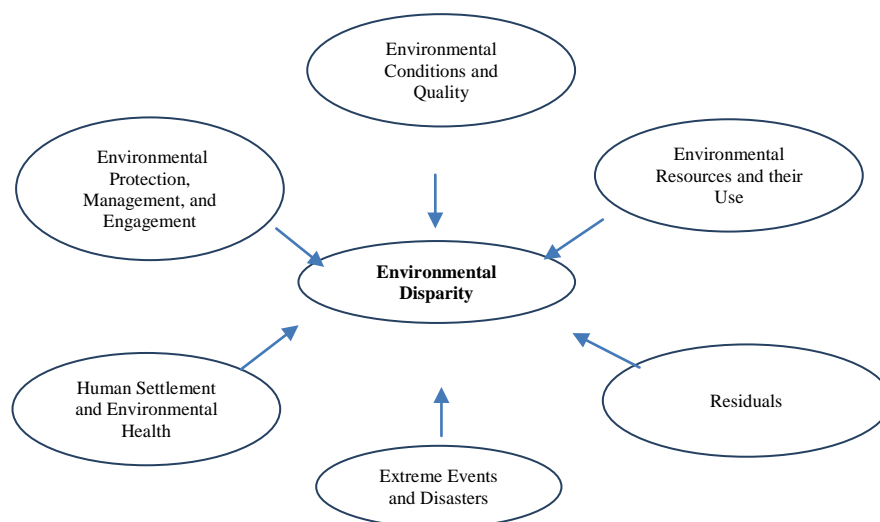 Environmental
Conditions and
Quality
Environmental
Protection,
Management, and
Engagement
Environmental
Resources and their
Use
Environmental
Disparity
Human Settlement
and Environmental
Health
Residuals
Extreme Events
and Disasters